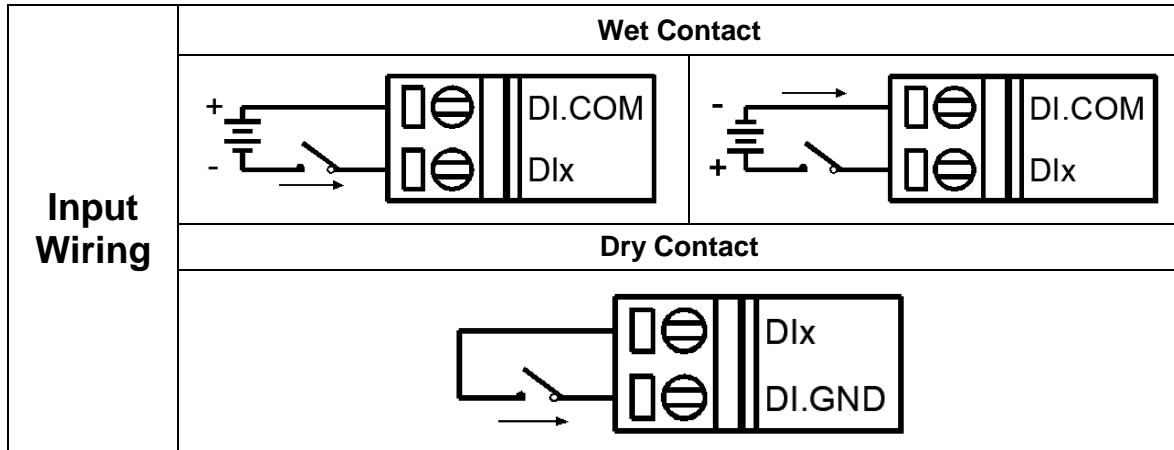 Input
Wiring
Wet Contact
+
-
DI.COM
DIx
-
+
DI.COM
DIx
Dry Contact
DIx
DI.GND